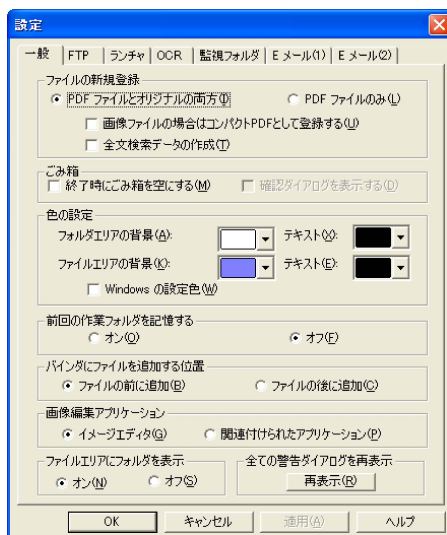 設定
一般 FTP ランチャ OCR 監視フォルダ Eメール(1) Eメール(2)
ファイルの新規登録
PDF ファイルとオリジナルの両方(I) PDF ファイルのみ(L)
画像ファイルの場合はコンパクトPDFとして登録する(U)
全文検索データの作成(T)
ごみ箱
終了時にごみ箱を空にする(M) 確認ダイアログを表示する(D)
色の設定
フォルダエリアの背景(A): テキスト(X):
ファイルエリアの背景(K): テキスト(E):
Windows の設定色(W)
前回の作業フォルダを記憶する
オン(O) オフ(F)
バインダにファイルを追加する位置
ファイルの前に追加(B) ファイルの後に追加(C)
画像編集アプリケーション
イメージエディタ(G) 関連付けられたアプリケーション(P)
ファイルエリアにフォルダを表示 全ての警告ダイアログを再表示
オン(N) オフ(S) 再表示(R)
OK キャンセル 適用(A) ヘルプ